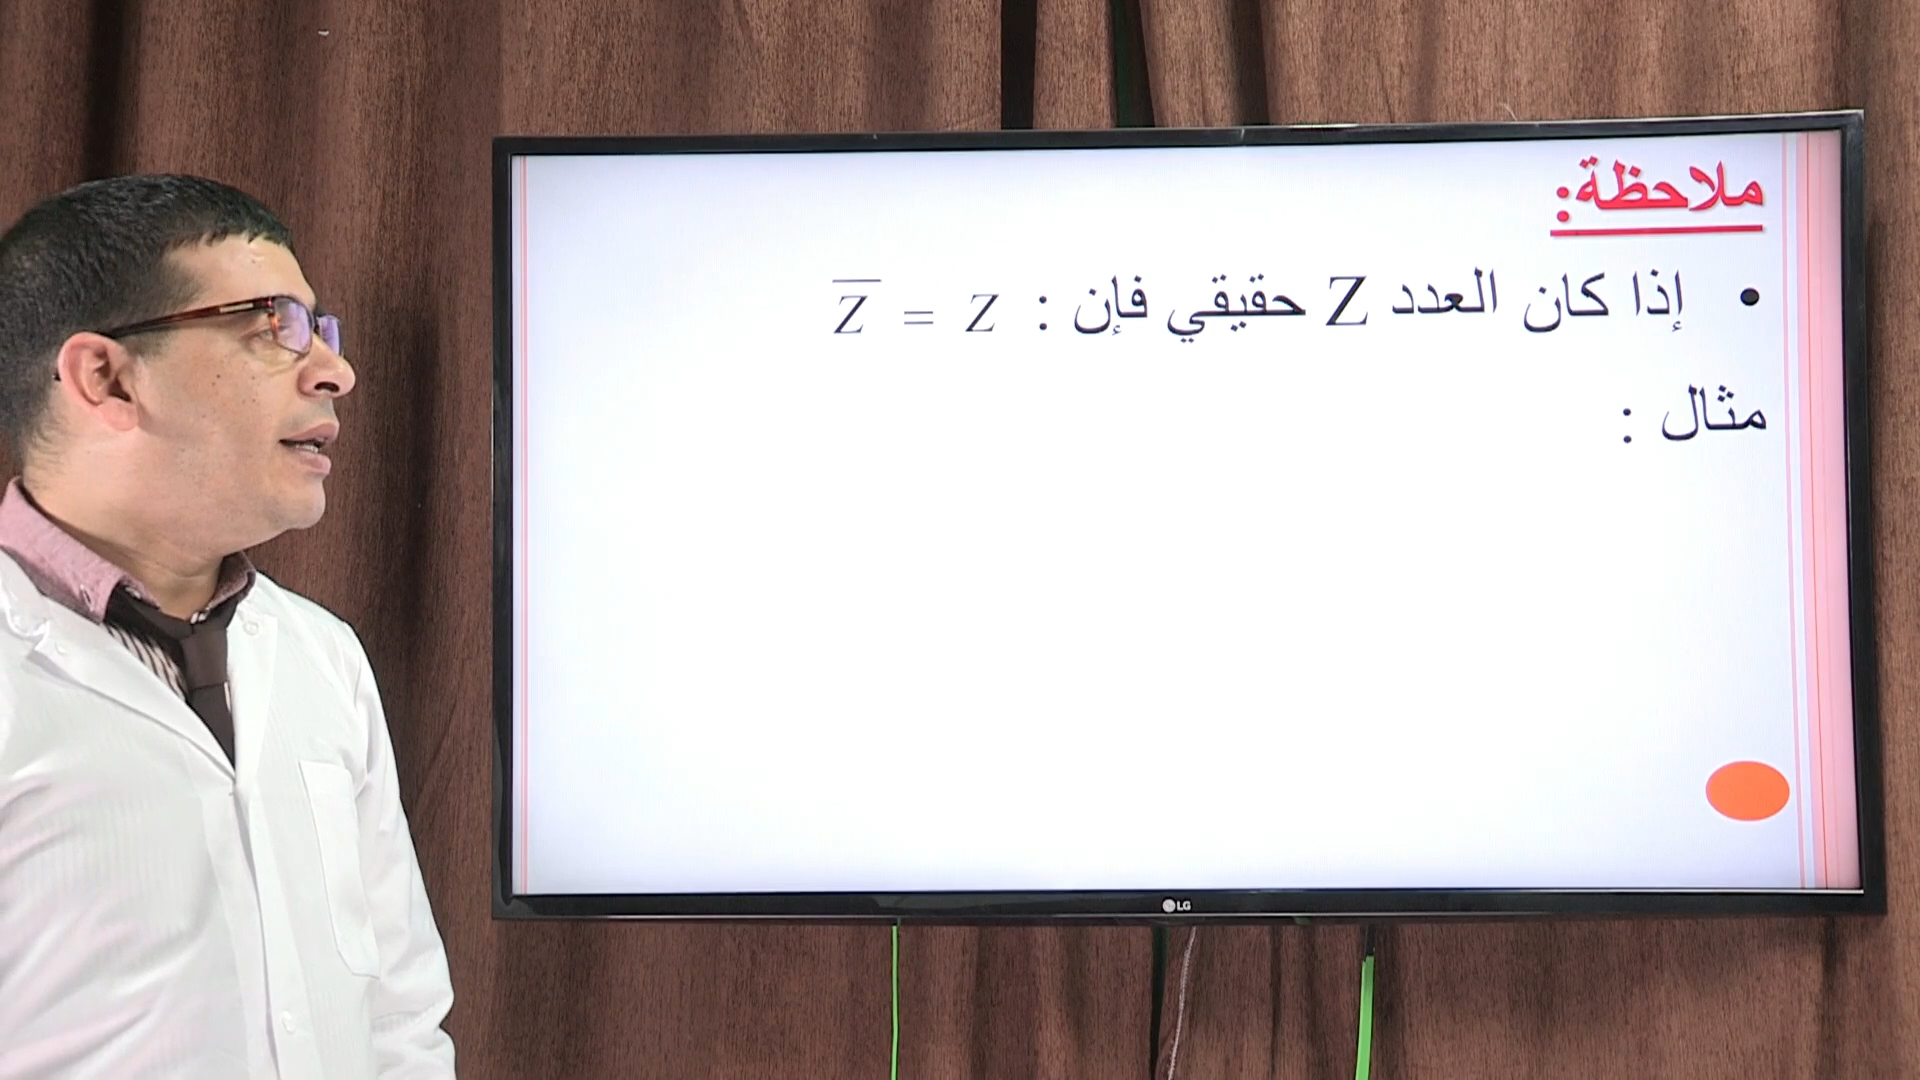 ملاحظة:
• إذا كان العدد Z حقيقي فإن : Z̅ = Z
مثال :
LG